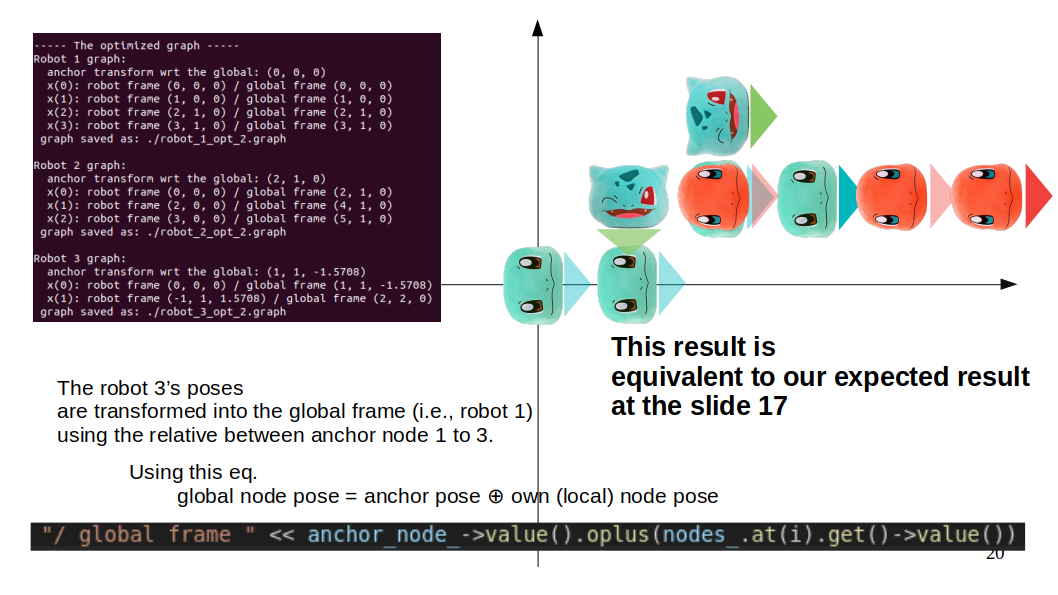 ----- The optimized graph -----
Robot 1 graph:
  anchor transform wrt the global: (0, 0, 0)
  x(0): robot frame (0, 0, 0) / global frame (0, 0, 0)
  x(1): robot frame (1, 0, 0) / global frame (1, 0, 0)
  x(2): robot frame (2, 1, 0) / global frame (2, 1, 0)
  x(3): robot frame (3, 1, 0) / global frame (3, 1, 0)
 graph saved as: ./robot_1_opt_2.graph
Robot 2 graph:
  anchor transform wrt the global: (2, 1, 0)
  x(0): robot frame (0, 0, 0) / global frame (2, 1, 0)
  x(1): robot frame (2, 0, 0) / global frame (4, 1, 0)
  x(2): robot frame (3, 0, 0) / global frame (5, 1, 0)
 graph saved as: ./robot_2_opt_2.graph
Robot 3 graph:
  anchor transform wrt the global: (1, 1, -1.5708)
  x(0): robot frame (0, 0, 0) / global frame (1, 1, -1.5708)
  x(1): robot frame (-1, 1, 1.5708) / global frame (2, 2, 0)
 graph saved as: ./robot_3_opt_2.graph
This result is
equivalent to our expected result
at the slide 17
The robot 3’s poses
are transformed into the global frame (i.e., robot 1)
using the relative between anchor node 1 to 3.
Using this eq.
global node pose = anchor pose ⊕ own (local) node pose
"/ global frame " << anchor_node_->value().oplus(nodes_.at(i).get()->value())
20